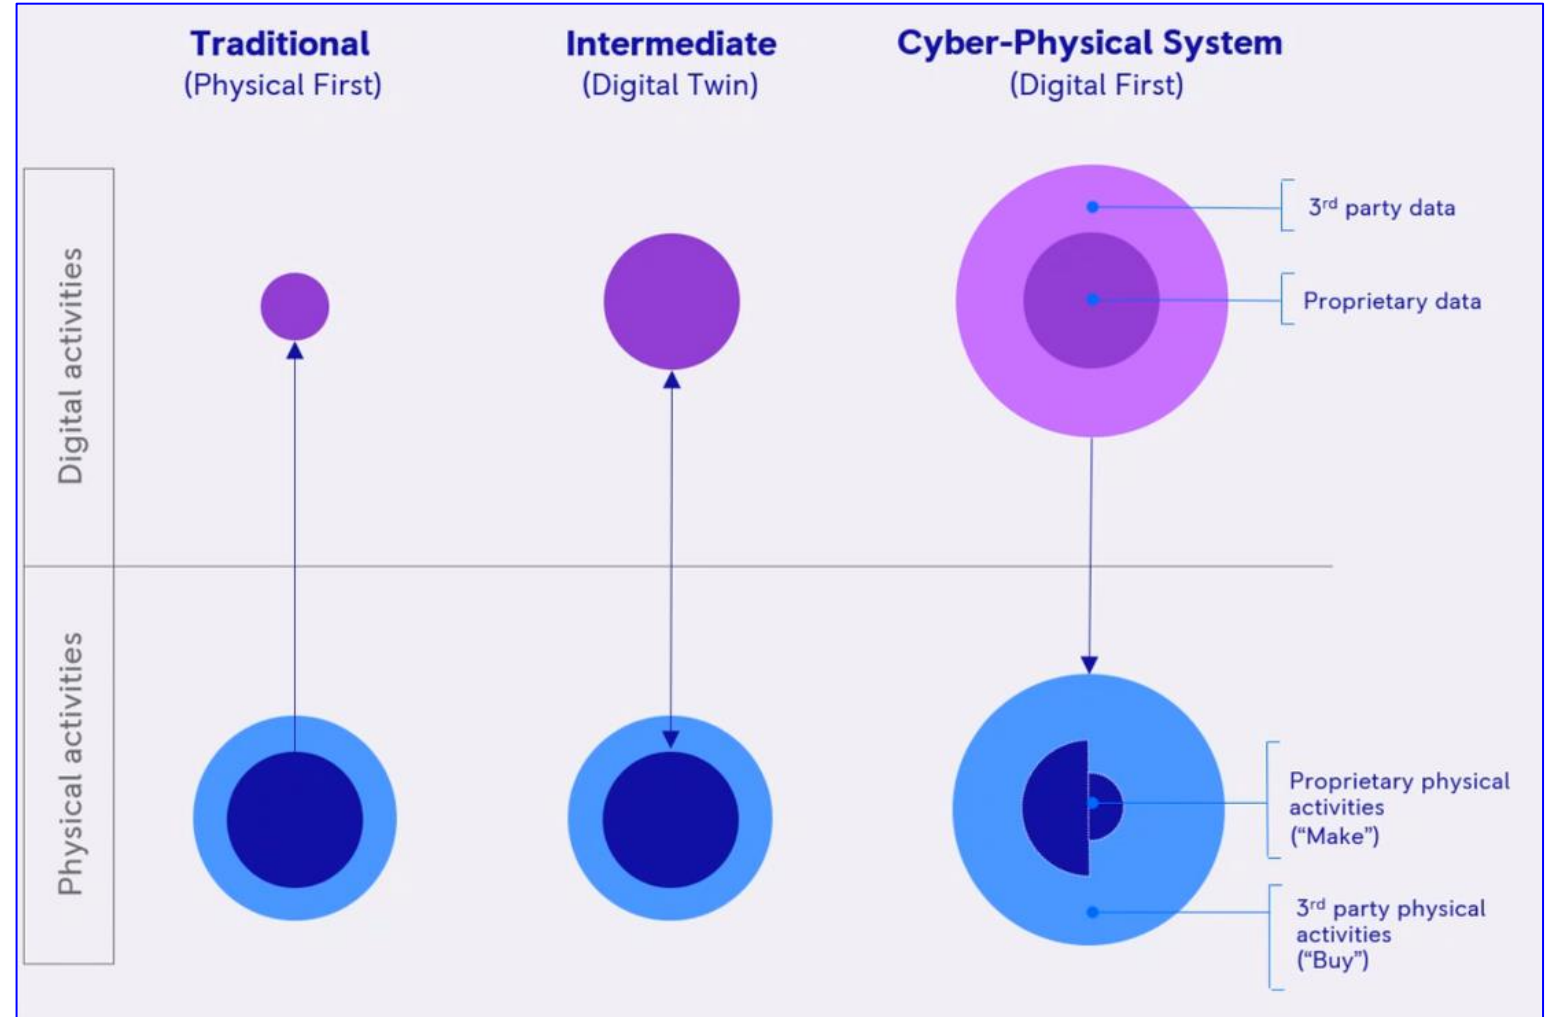 Traditional
(Physical First)
Intermediate
(Digital Twin)
Cyber-Physical System
(Digital First)
Digital activities
3rd party data
Proprietary data
Physical activities
Proprietary physical
activities
(“Make”)
3rd party physical
activities
(“Buy”)